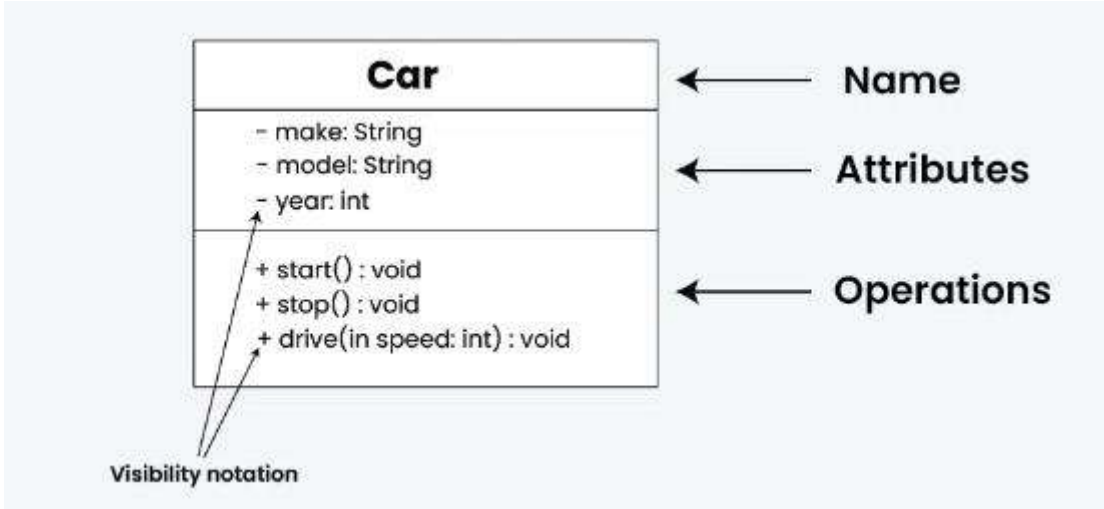 Car
Name
- make: String
- model: String
- year: int
Attributes
+ start() : void
+ stop() : void
+ drive(in speed: int) : void
Operations
Visibility notation